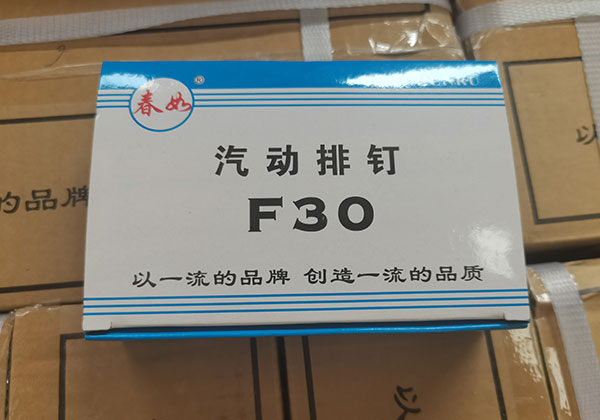 春如®
汽动排钉
F30
以一流的品牌 创造一流的品质
的品牌
以一